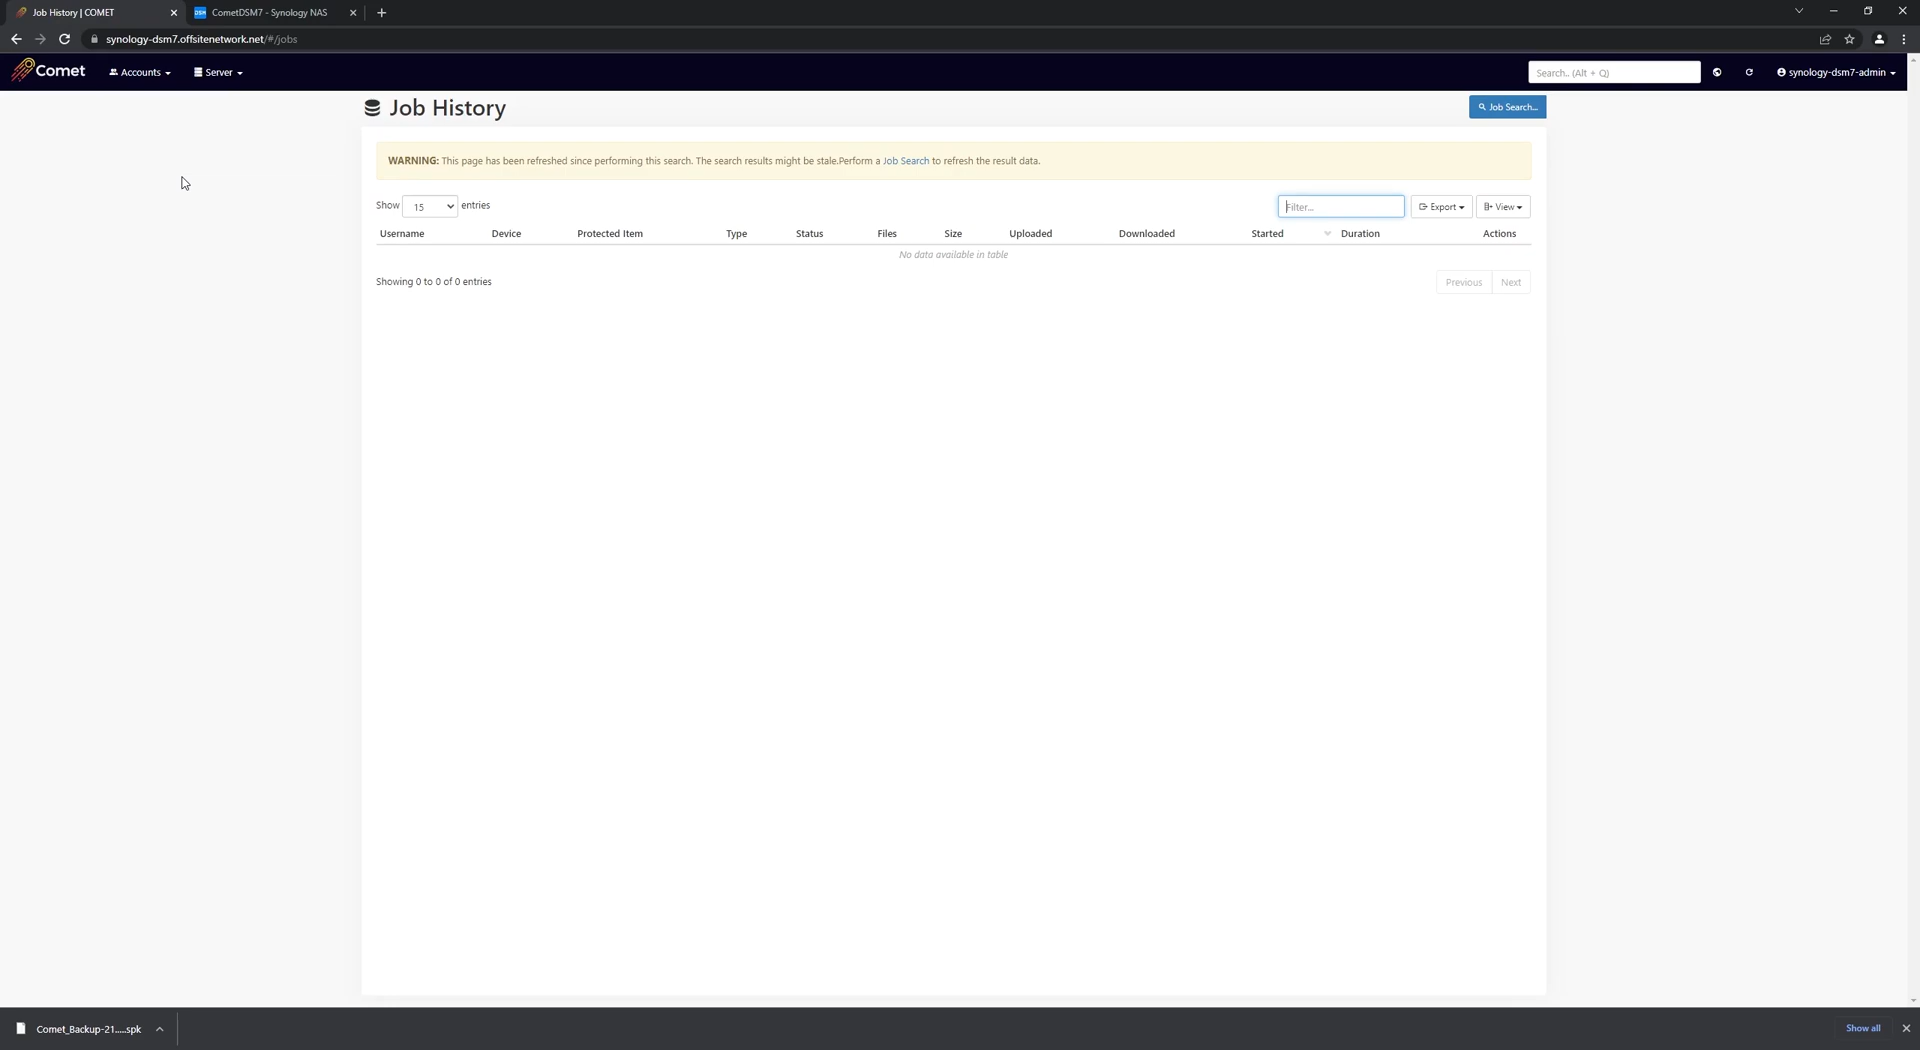 Job History | COMET
CometDSM7 - Synology NAS
synology-dsm7.offsitenetwork.net/#/jobs
Comet Accounts Server Search.. (Alt + Q) synology-dsm7-admin
Job History Job Search...
WARNING: This page has been refreshed since performing this search. The search results might be stale.Perform a Job Search to refresh the result data.
Show 15 entries Filter... Export View
Username Device Protected Item Type Status Files Size Uploaded Downloaded Started Duration Actions
No data available in table
Showing 0 to 0 of 0 entries Previous Next
Comet_Backup-21.....spk Show all